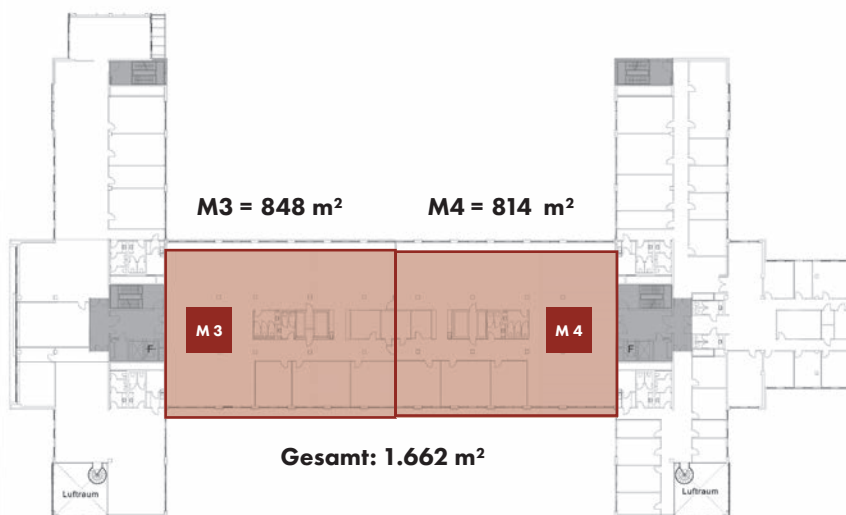 M3 = 848 m²
M4 = 814 m²
M 3
M 4
F
F
Gesamt: 1.662 m²
Luftraum
Luftraum